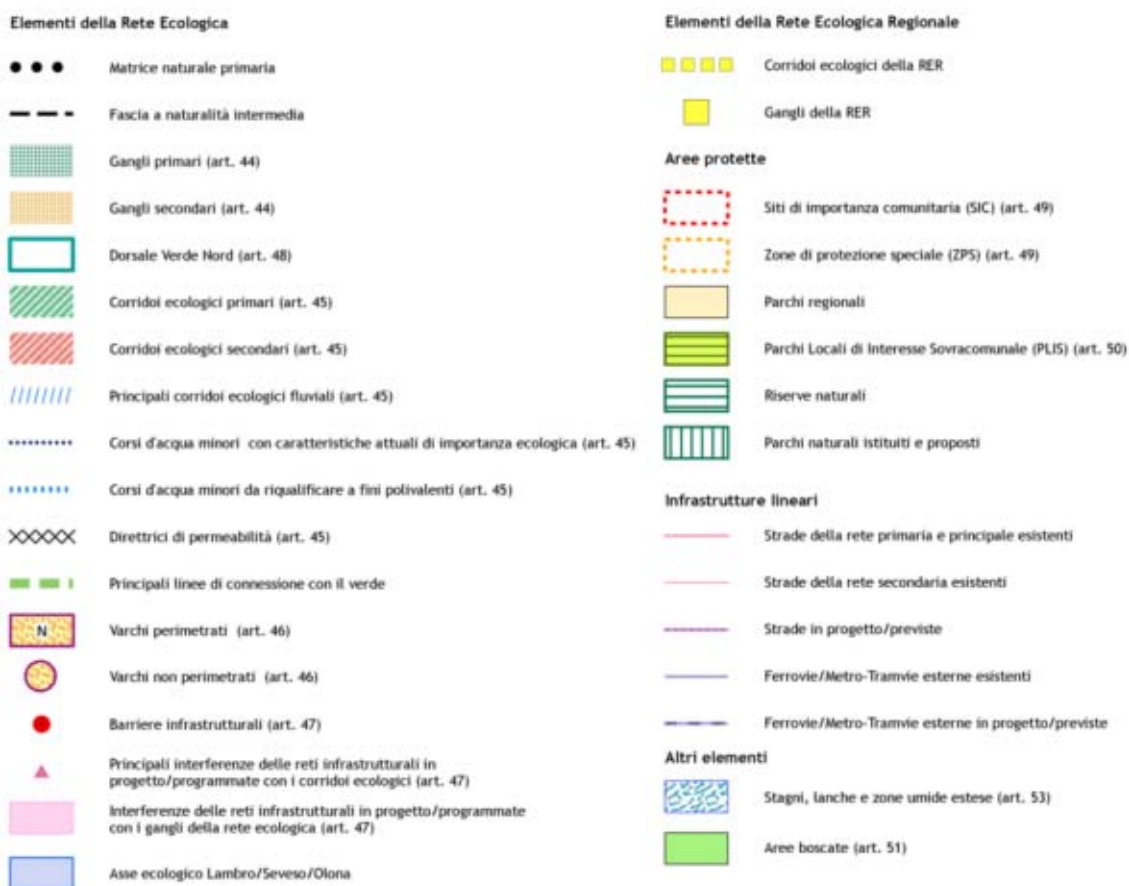 Elementi della Rete Ecologica
Matrice naturale primaria
Fascia a naturalità intermedia
Gangli primari (art. 44)
Gangli secondari (art. 44)
Dorsale Verde Nord (art. 48)
Corridoi ecologici primari (art. 45)
Corridoi ecologici secondari (art. 45)
Principali corridoi ecologici fluviali (art. 45)
Corsi d'acqua minori con caratteristiche attuali di importanza ecologica (art. 45)
Corsi d'acqua minori da riqualificare a fini polivalenti (art. 45)
Direttrici di permeabilità (art. 45)
Principali linee di connessione con il verde
N
Varchi perimetrati (art. 46)
Varchi non perimetrati (art. 46)
Barriere infrastrutturali (art. 47)
Principali interferenze delle reti infrastrutturali in
progetto/programmate con i corridoi ecologici (art. 47)
Interferenze delle reti infrastrutturali in progetto/programmate
con i gangli della rete ecologica (art. 47)
Asse ecologico Lambro/Seveso/Olona
Elementi della Rete Ecologica Regionale
Corridoi ecologici della RER
Gangli della RER
Aree protette
Siti di importanza comunitaria (SIC) (art. 49)
Zone di protezione speciale (ZPS) (art. 49)
Parchi regionali
Parchi Locali di Interesse Sovracomunale (PLIS) (art. 50)
Riserve naturali
Parchi naturali istituiti e proposti
Infrastrutture lineari
Strade della rete primaria e principale esistenti
Strade della rete secondaria esistenti
Strade in progetto/previste
Ferrovie/Metro-Tramvie esterne esistenti
Ferrovie/Metro-Tramvie esterne in progetto/previste
Altri elementi
Stagni, lanche e zone umide estese (art. 53)
Aree boscate (art. 51)